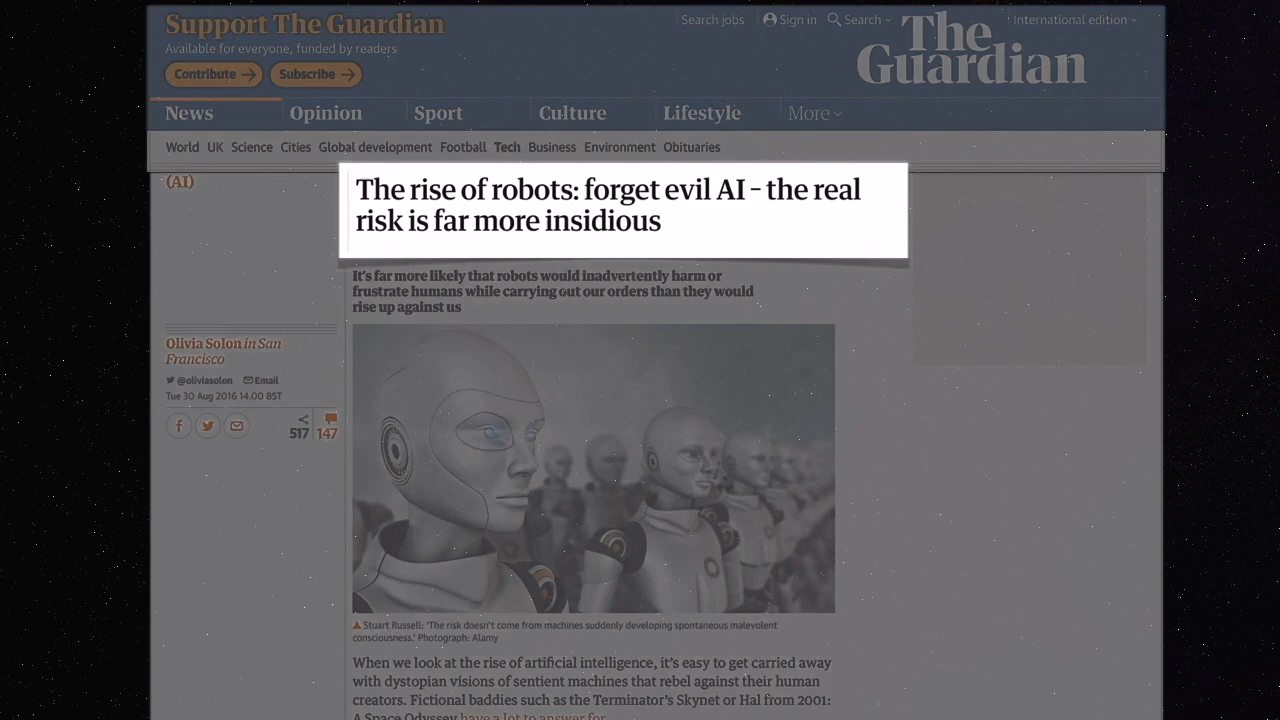 Support The Guardian
Available for everyone, funded by readers
Contribute
Subscribe
Search jobs
Sign in
Search
International edition
The
Guardian
News
Opinion
Sport
Culture
Lifestyle
More
World UK Science Cities Global development Football Tech Business Environment Obituaries
(AI)
The rise of robots: forget evil AI – the real
risk is far more insidious
It's far more likely that robots would inadvertently harm or
frustrate humans while carrying out our orders than they would
rise up against us
Olivia Solon in San
Francisco
@oliviasolon Email
Tue 30 Aug 2016 14.00 BST
517 147
Stuart Russell: 'The risk doesn't come from machines suddenly developing spontaneous malevolent
consciousness.' Photograph: Alamy
When we look at the rise of artificial intelligence, it's easy to get carried away
with dystopian visions of sentient machines that rebel against their human
creators. Fictional baddies such as the Terminator's Skynet or Hal from 2001:
A Space Odyssey have a lot to answer for.